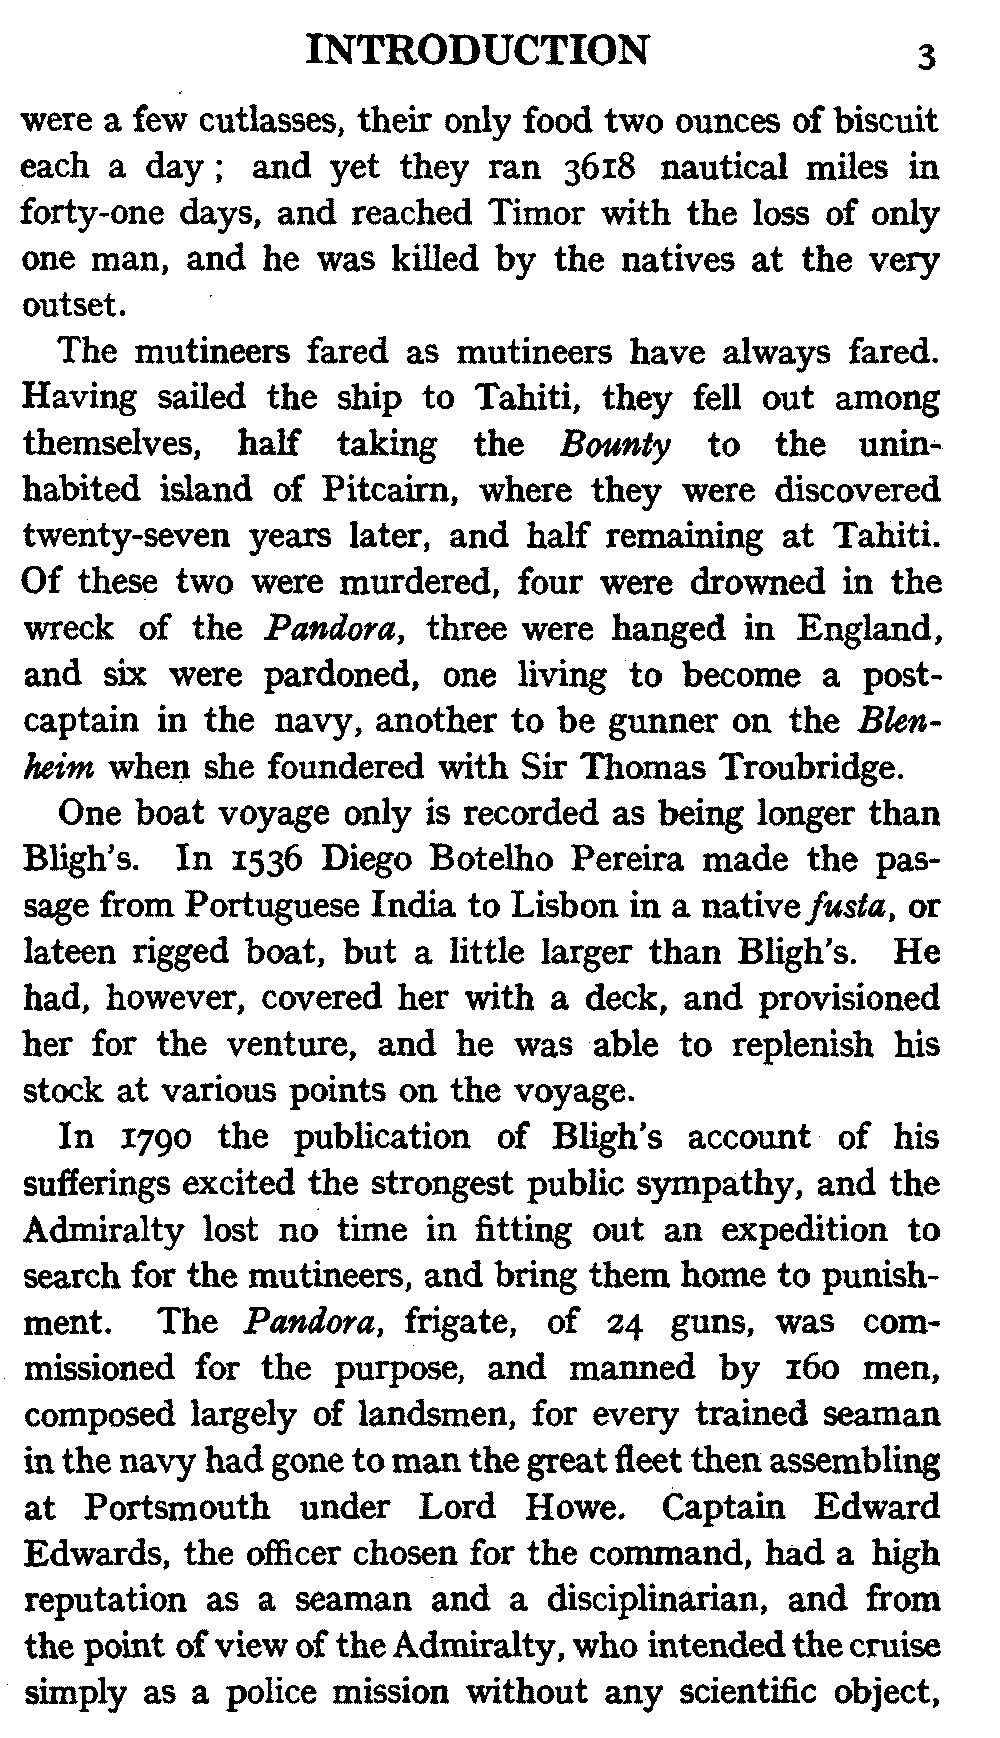 INTRODUCTION 3
were a few cutlasses, their only food two ounces of biscuit
each a day ; and yet they ran 3618 nautical miles in
forty-one days, and reached Timor with the loss of only
one man, and he was killed by the natives at the very
outset.
The mutineers fared as mutineers have always fared.
Having sailed the ship to Tahiti, they fell out among
themselves, half taking the Bounty to the unin-
habited island of Pitcairn, where they were discovered
twenty-seven years later, and half remaining at Tahiti.
Of these two were murdered, four were drowned in the
wreck of the Pandora, three were hanged in England,
and six were pardoned, one living to become a post-
captain in the navy, another to be gunner on the Blen-
heim when she foundered with Sir Thomas Troubridge.
One boat voyage only is recorded as being longer than
Bligh's. In 1536 Diego Botelho Pereira made the pas-
sage from Portuguese India to Lisbon in a native fusta, or
lateen rigged boat, but a little larger than Bligh's. He
had, however, covered her with a deck, and provisioned
her for the venture, and he was able to replenish his
stock at various points on the voyage.
In 1790 the publication of Bligh's account of his
sufferings excited the strongest public sympathy, and the
Admiralty lost no time in fitting out an expedition to
search for the mutineers, and bring them home to punish-
ment. The Pandora, frigate, of 24 guns, was com-
missioned for the purpose, and manned by 160 men,
composed largely of landsmen, for every trained seaman
in the navy had gone to man the great fleet then assembling
at Portsmouth under Lord Howe. Captain Edward
Edwards, the officer chosen for the command, had a high
reputation as a seaman and a disciplinarian, and from
the point of view of the Admiralty, who intended the cruise
simply as a police mission without any scientific object,